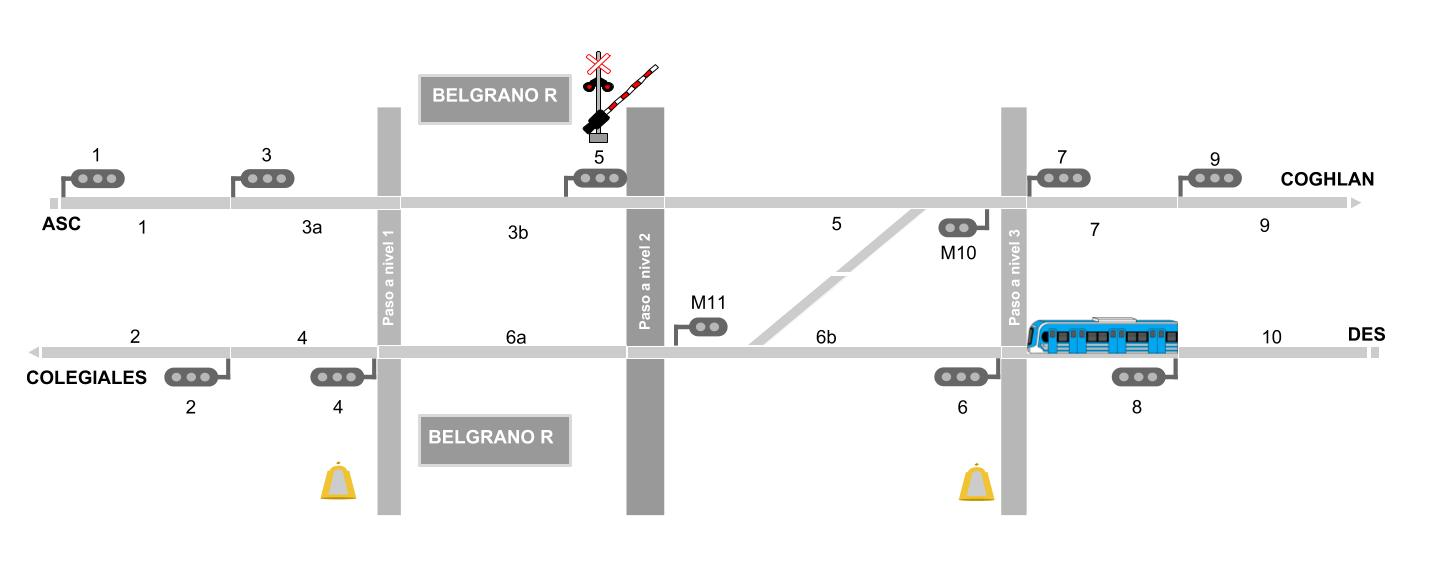 BELGRANO R
1
3
5
7
9
COGHLAN
ASC
1
3a
3b
5
7
9
M10
Paso a nivel 1
Paso a nivel 2
Paso a nivel 3
M11
2
4
6a
6b
10
DES
COLEGIALES
2
4
6
8
BELGRANO R